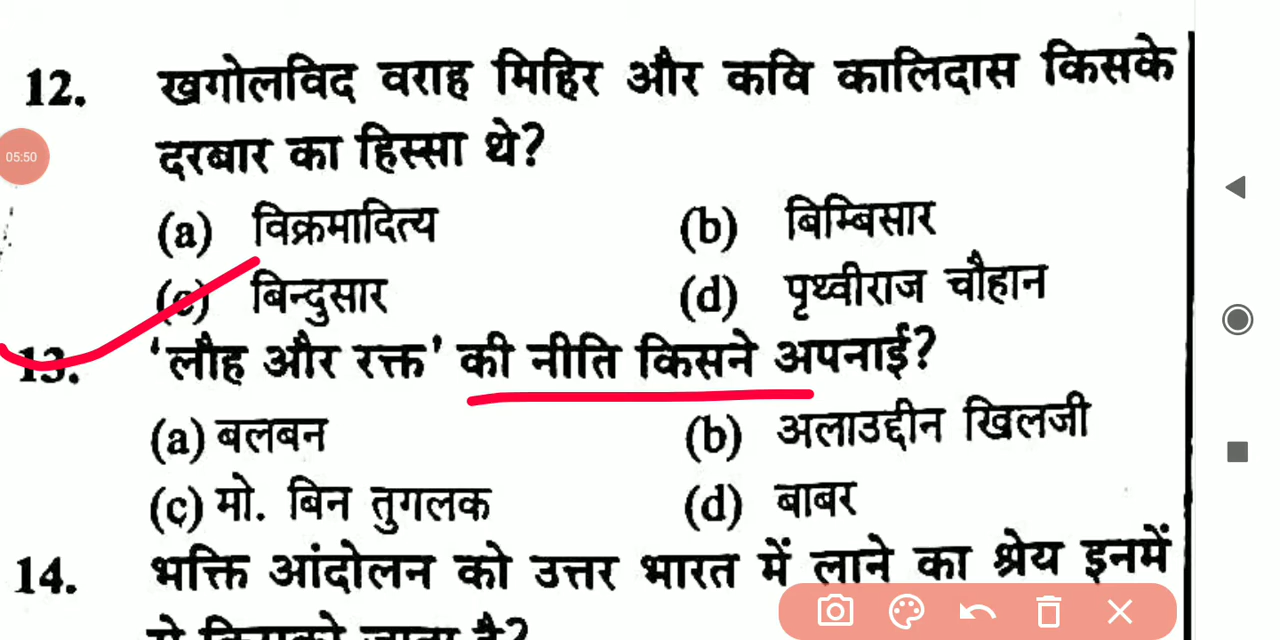 12. खगोलविद वराह मिहिर और कवि कालिदास किसके
दरबार का हिस्सा थे?
(a) विक्रमादित्य (b) बिम्बिसार
(c) बिन्दुसार (d) पृथ्वीराज चौहान
13. 'लौह और रक्त' की नीति किसने अपनाई?
(a) बलबन (b) अलाउद्दीन खिलजी
(c) मो. बिन तुगलक (d) बाबर
14. भक्ति आंदोलन को उत्तर भारत में लाने का श्रेय इनमें
से किसको जाता है?
05:50